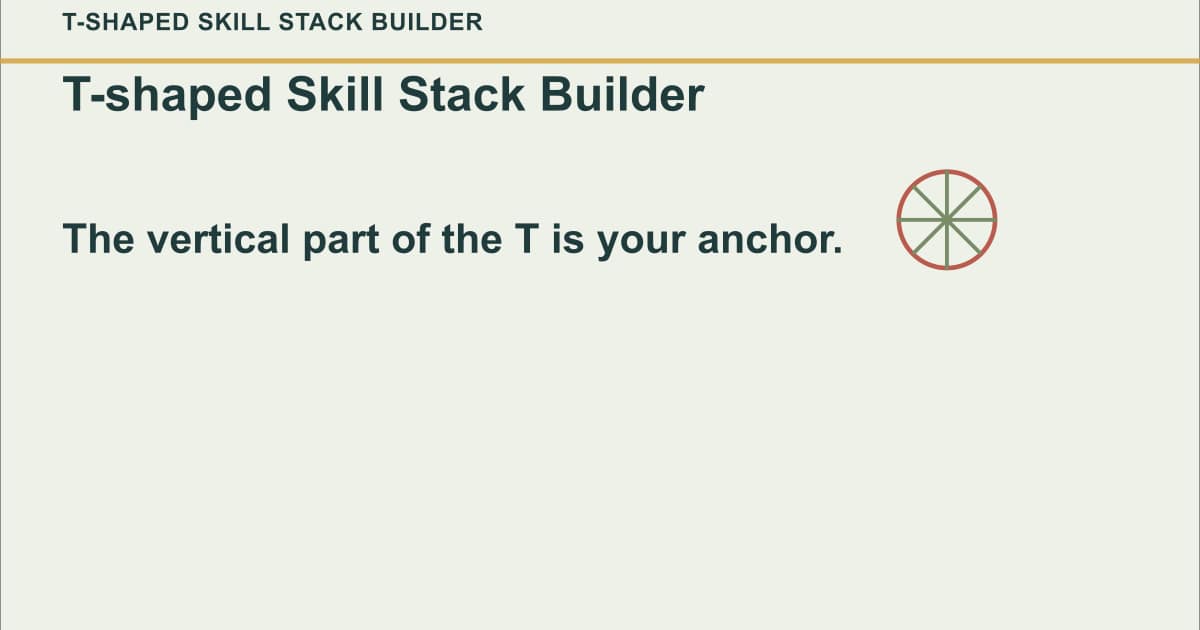 T-SHAPED SKILL STACK BUILDER
T-shaped Skill Stack Builder
The vertical part of the T is your anchor.